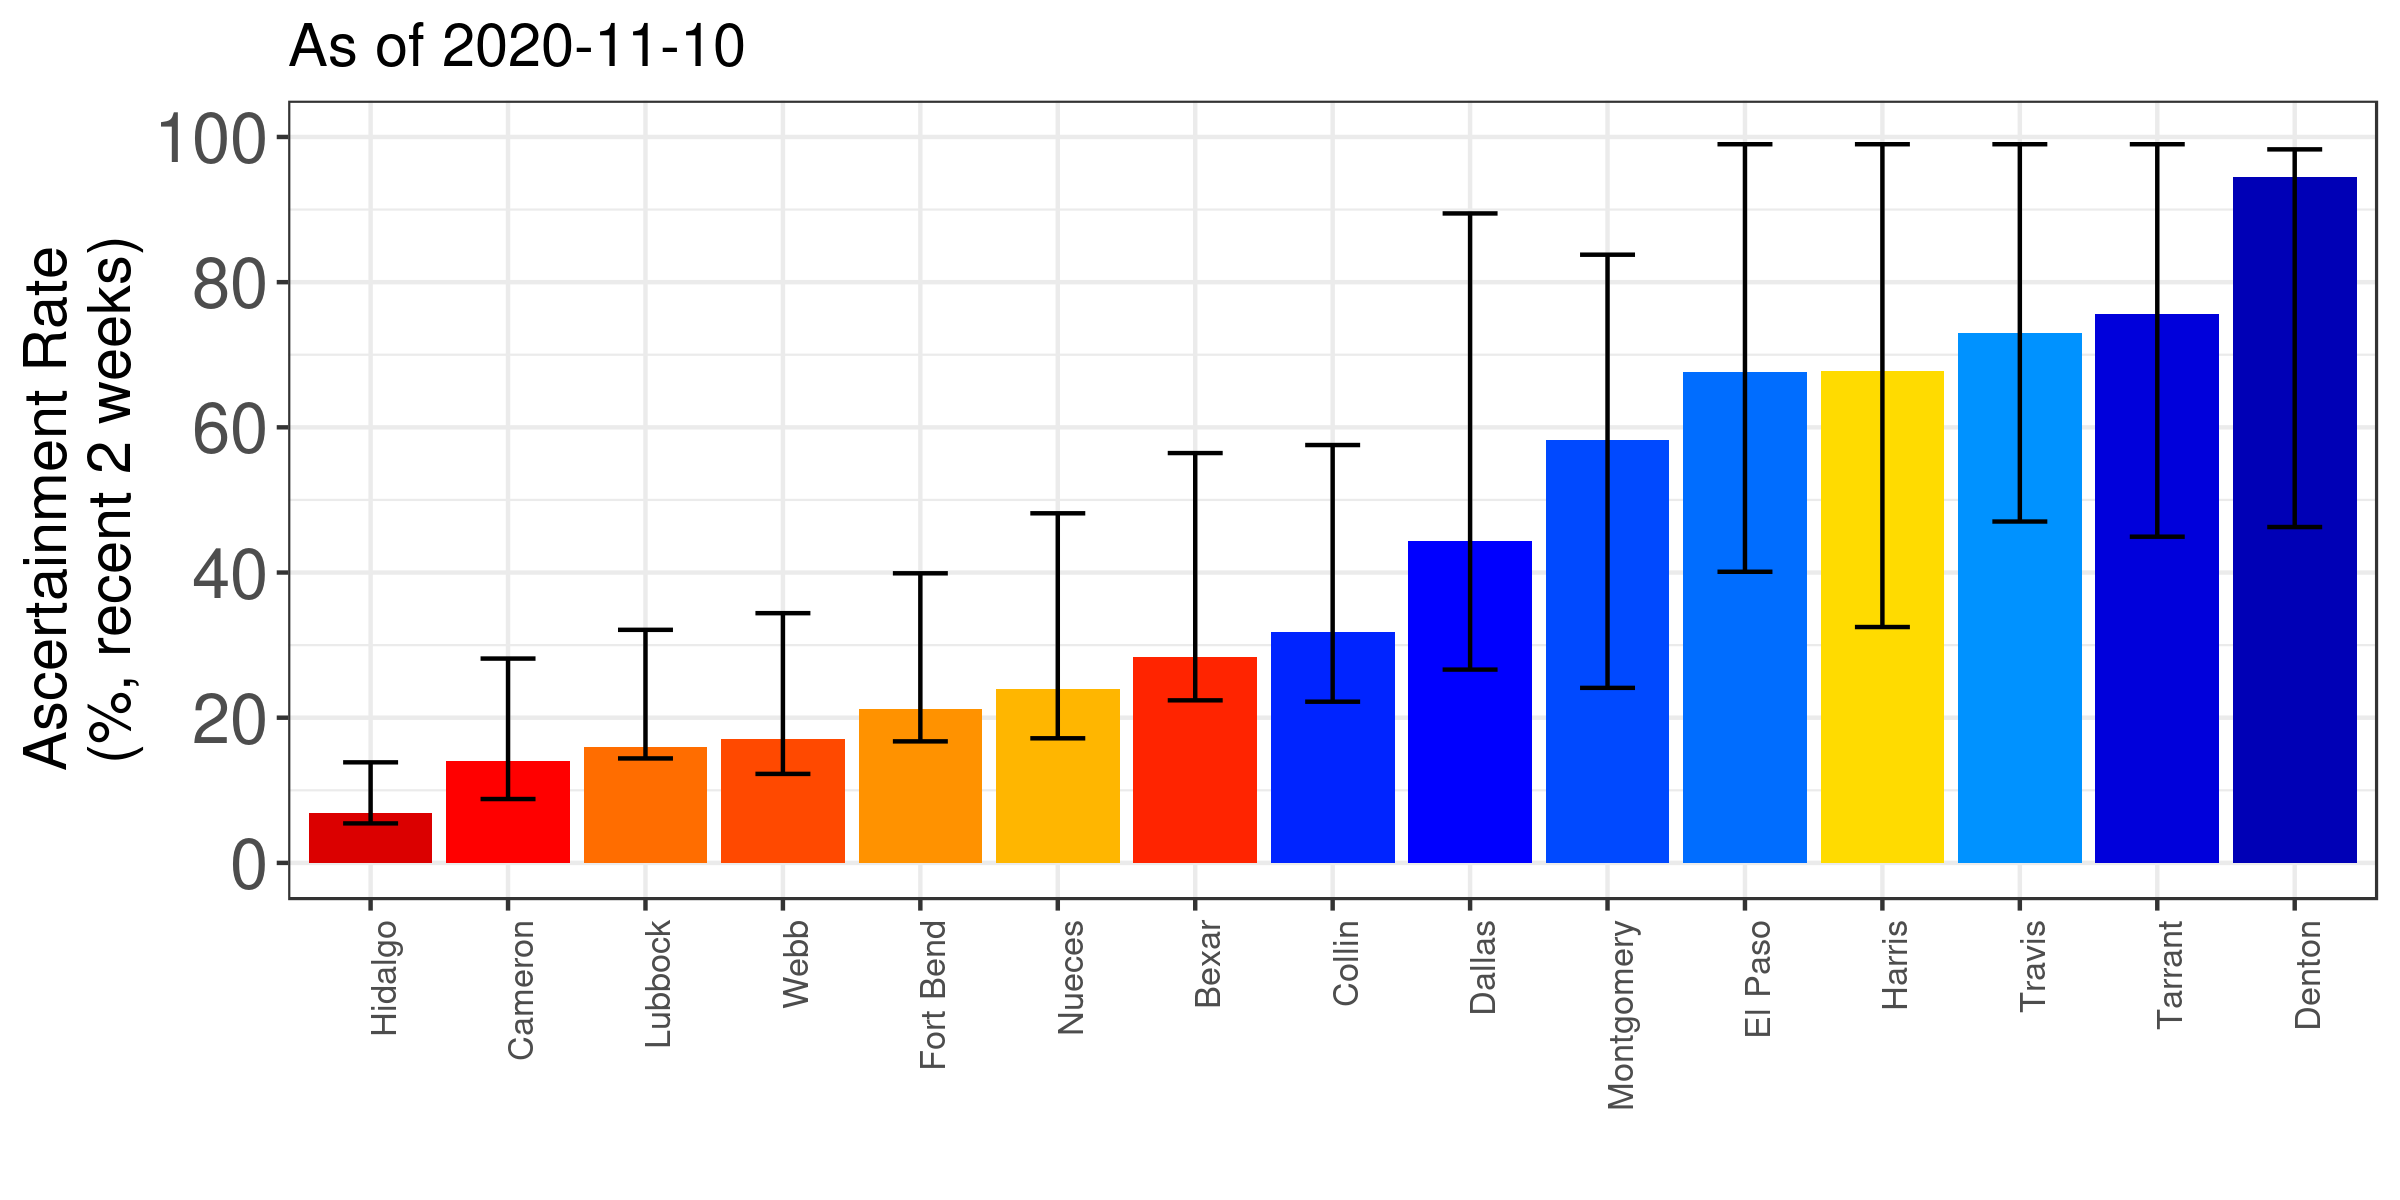 As of 2020-11-10
Ascertainment Rate
(%, recent 2 weeks)
100
80
60
40
20
0
Hidalgo
Cameron
Lubbock
Webb
Fort Bend
Nueces
Bexar
Collin
Dallas
Montgomery
El Paso
Harris
Travis
Tarrant
Denton